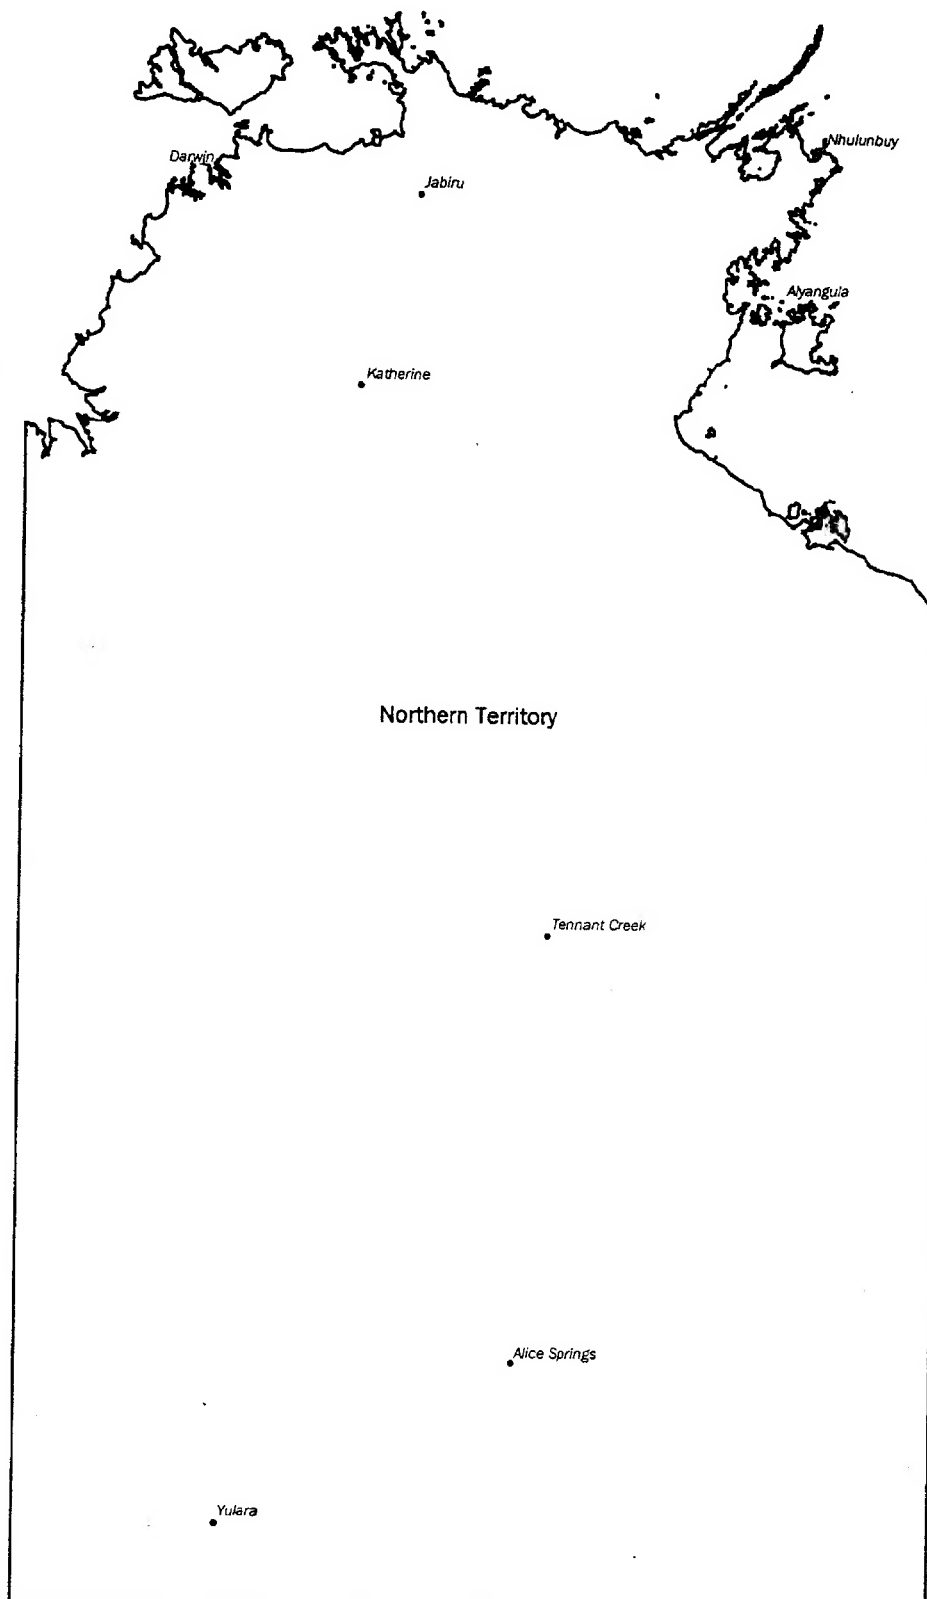 Darwin
Nhulunbuy
Jabiru
Alyangula
Katherine
Northern Territory
Tennant Creek
Alice Springs
Yulara